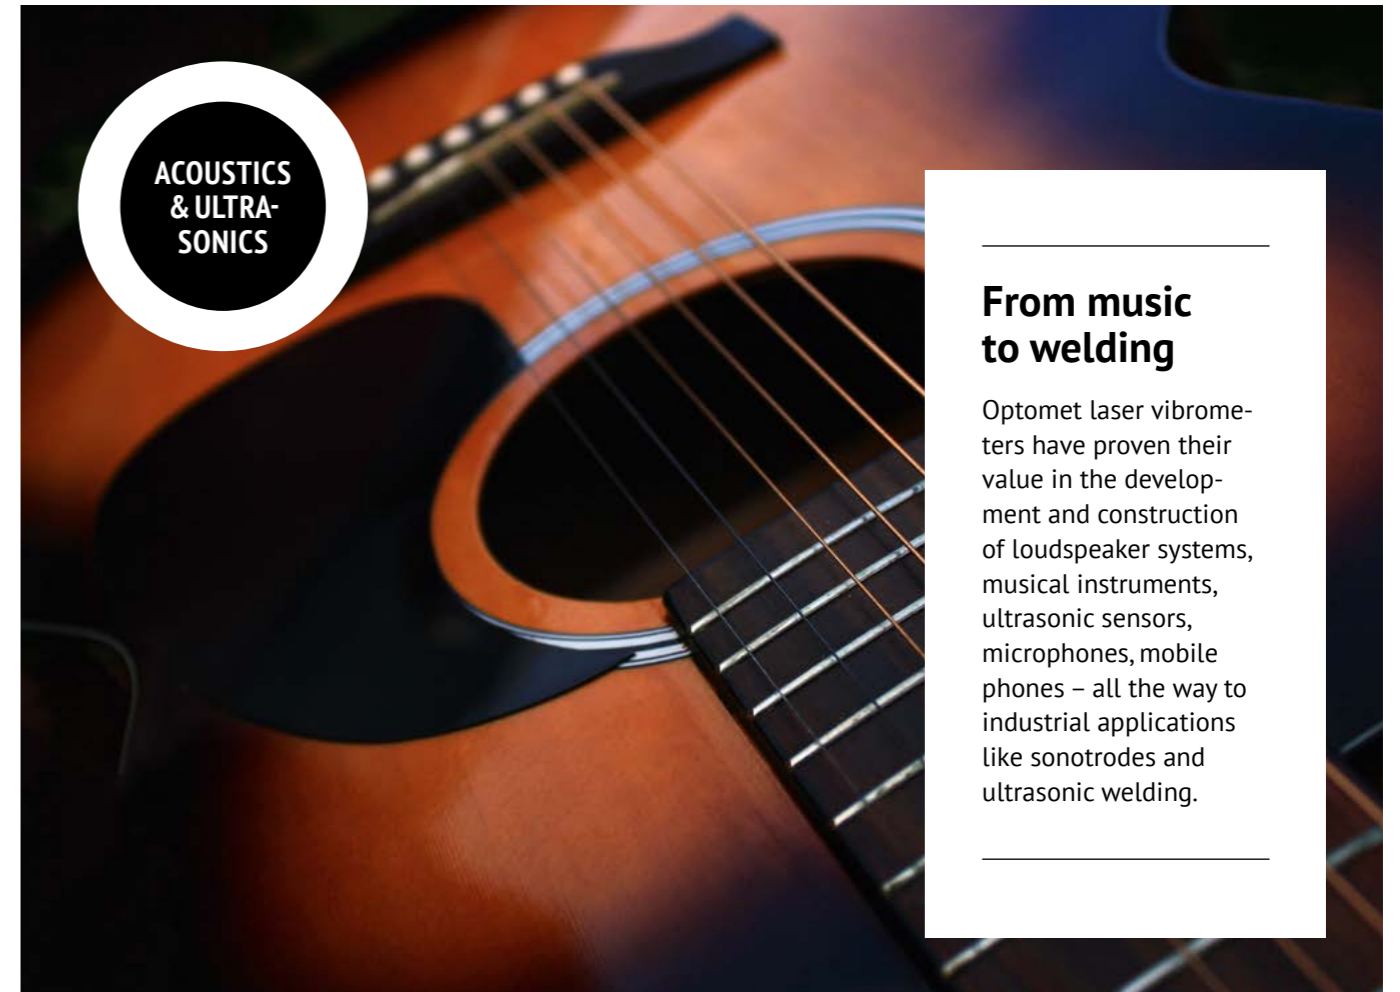 ACOUSTICS
& ULTRA-
SONICS
From music
to welding
Optomet laser vibrome-
ters have proven their
value in the develop-
ment and construction
of loudspeaker systems,
musical instruments,
ultrasonic sensors,
microphones, mobile
phones – all the way to
industrial applications
like sonotrodes and
ultrasonic welding.